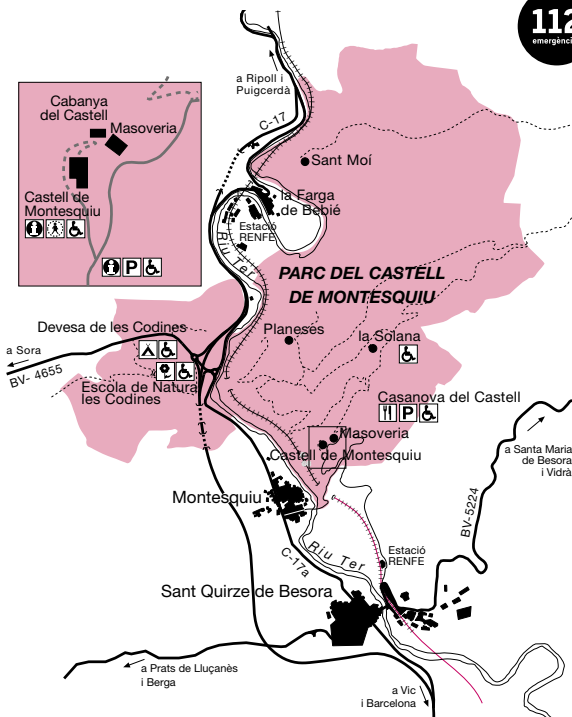 112
emergènci
a Ripoll i
Puigcerdà
C-17
Cabanya
del Castell
Masoveria
Castell de
Montesquiu
P
Sant Moí
la Farga
de Bebié
Estació
RENFE
Riu Ter
PARC DEL CASTELL
DE MONTESQUIU
Devesa de les Codines
a Sora
BV- 4655
Planeses
la Solana
Escola de Natura
les Codines
Casanova del Castell
P
Masoveria
Castell de Montesquiu
a Santa Maria
de Besora
i Vidrà
BV-5224
Montesquiu
Riu Ter
C-17a
Estació
RENFE
Sant Quirze de Besora
a Prats de Lluçanès
i Berga
a Vic
i Barcelona